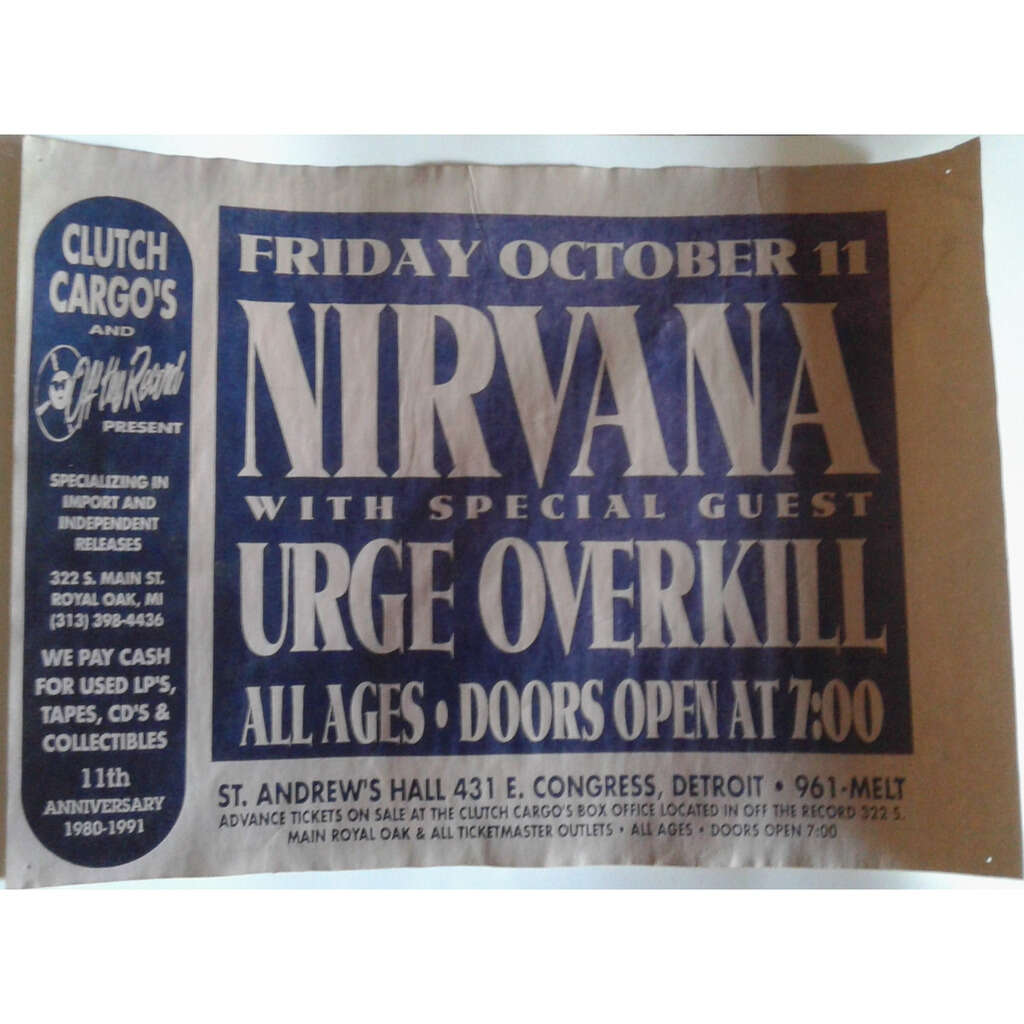 CLUTCH
CARGO'S
AND
Off the Record
PRESENT
SPECIALIZING IN
IMPORT AND
INDEPENDENT
RELEASES
322 S. MAIN ST.
ROYAL OAK, MI
(313) 398-4436
WE PAY CASH
FOR USED LP'S,
TAPES, CD'S &
COLLECTIBLES
11th
ANNIVERSARY
1980-1991
FRIDAY OCTOBER 11
NIRVANA
WITH SPECIAL GUEST
URGE OVERKILL
ALL AGES • DOORS OPEN AT 7:00
ST. ANDREW'S HALL 431 E. CONGRESS, DETROIT • 961-MELT
ADVANCE TICKETS ON SALE AT THE CLUTCH CARGO'S BOX OFFICE LOCATED IN OFF THE RECORD 322 S.
MAIN ROYAL OAK & ALL TICKETMASTER OUTLETS • ALL AGES • DOORS OPEN 7:00